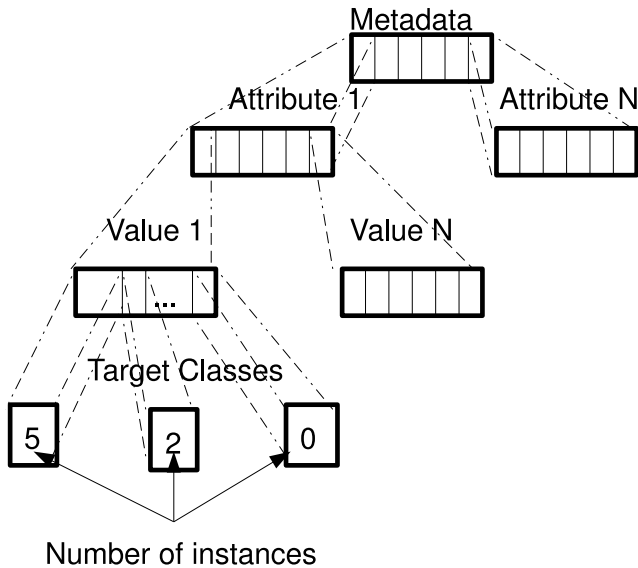 Metadata
Attribute 1 Attribute N
Value 1 Value N
...
Target Classes
5 2 0
Number of instances